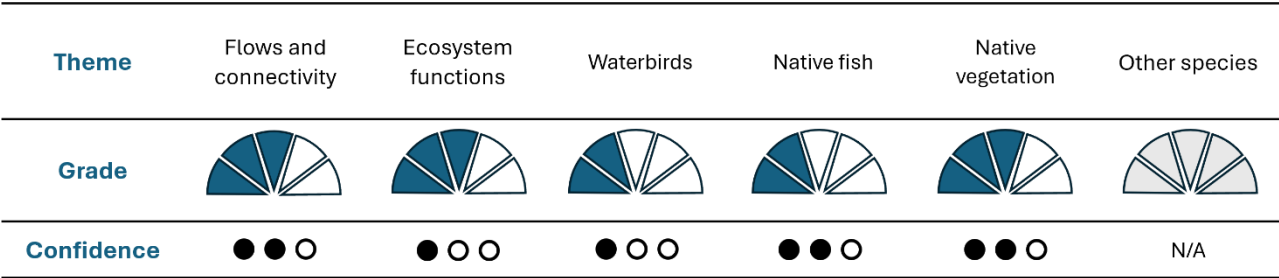 Theme
Flows and
connectivity
Ecosystem
functions
Waterbirds
Native fish
Native
vegetation
Other species
Grade
Confidence
N/A